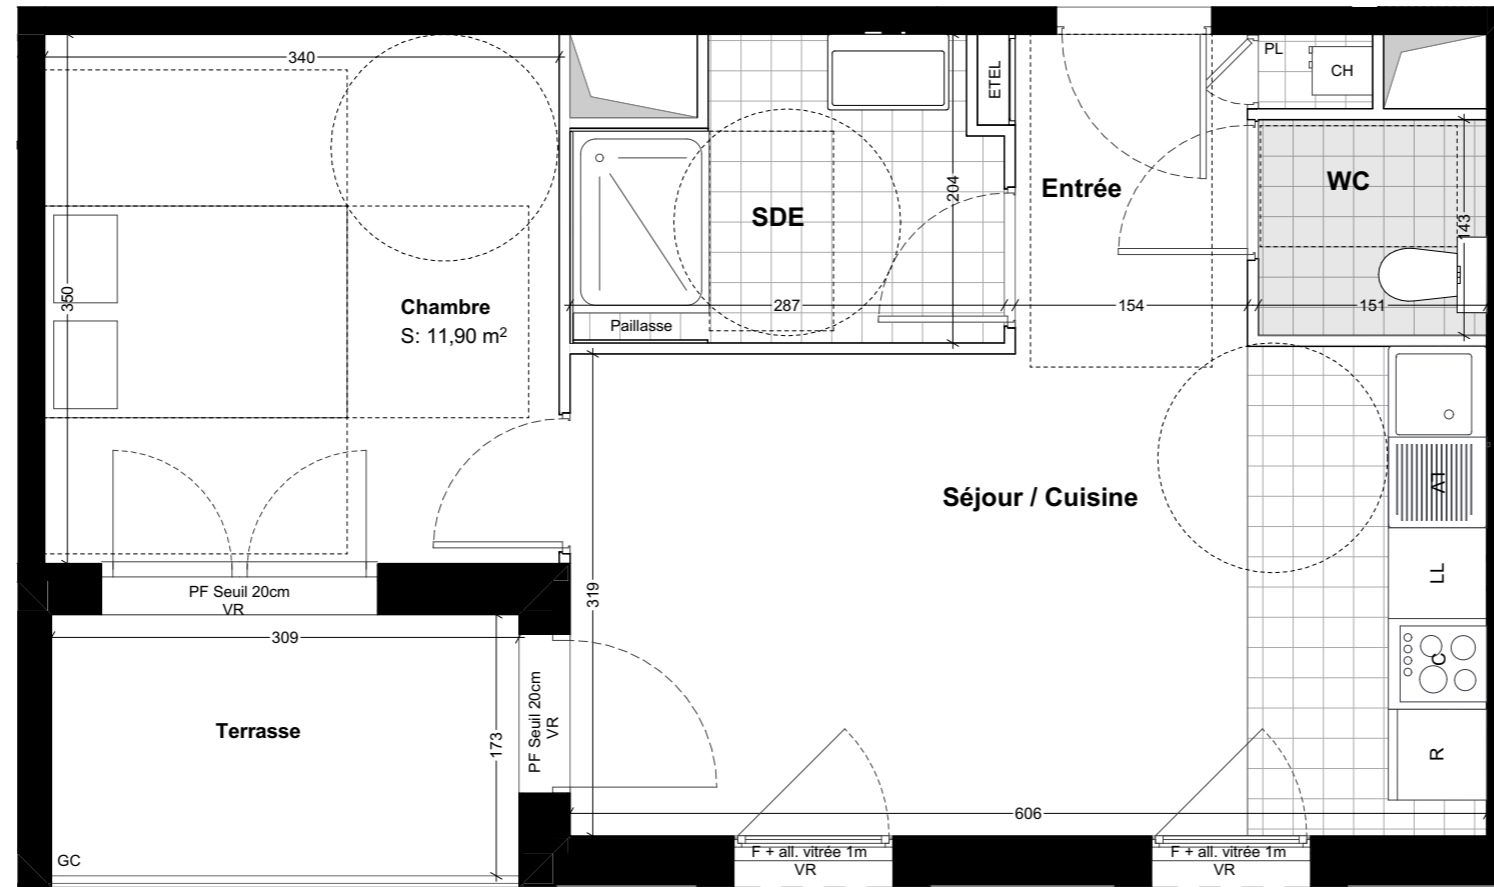 340
ETEL
PL
CH
WC
Entrée
SDE
204
143
350
Chambre
S: 11,90 m²
287
154
151
Paillasse
Séjour / Cuisine
LV
LL
319
PF Seuil 20cm
VR
309
C
PF Seuil 20cm
VR
Terrasse
173
R
606
GC
F + all. vitrée 1m
VR
F + all. vitrée 1m
VR